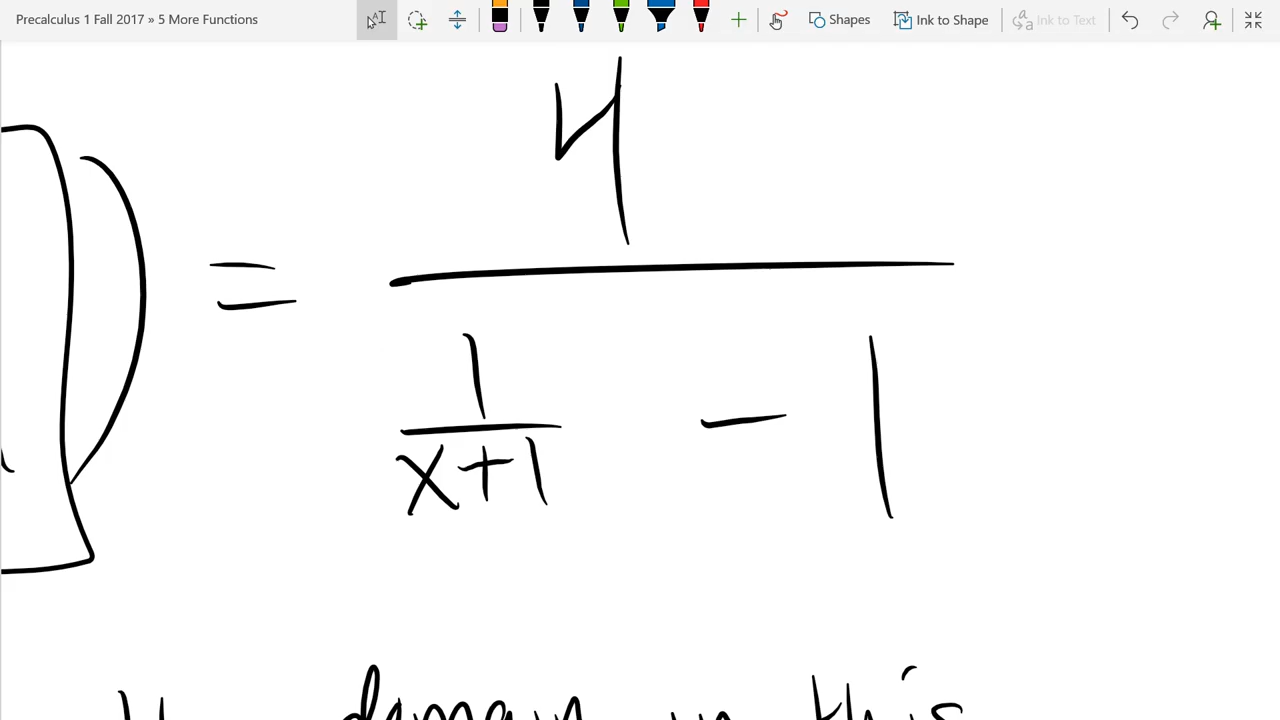 Precalculus 1 Fall 2017 » 5 More Functions
Shapes Ink to Shape Ink to Text
4
=
1
x+1 − 1
domain in this